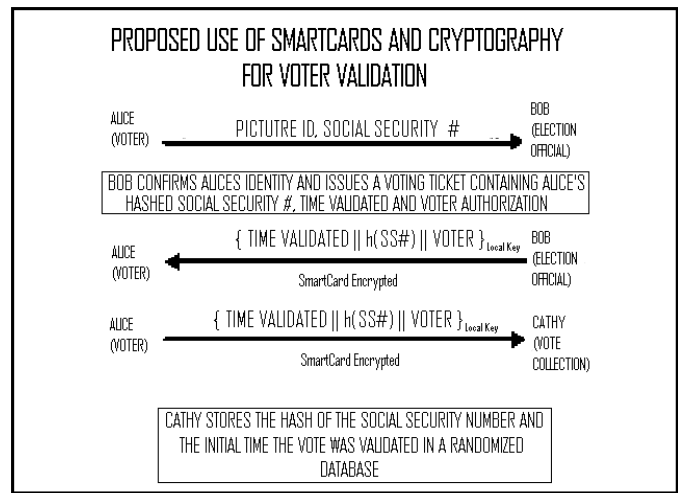 PROPOSED USE OF SMARTCARDS AND CRYPTOGRAPHY
FOR VOTER VALIDATION
ALICE
(VOTER)
PICTUTRE ID, SOCIAL SECURITY #
BOB
(ELECTION
OFFICIAL)
BOB CONFIRMS ALICES IDENTITY AND ISSUES A VOTING TICKET CONTAINING ALICE'S
HASHED SOCIAL SECURITY #, TIME VALIDATED AND VOTER AUTHORIZATION
ALICE
(VOTER)
{ TIME VALIDATED || h(SS#) || VOTER } Local Key
SmartCard Encrypted
BOB
(ELECTION
OFFICIAL)
ALICE
(VOTER)
{ TIME VALIDATED || h(SS#) || VOTER } Local Key
SmartCard Encrypted
CATHY
(VOTE
COLLECTION)
CATHY STORES THE HASH OF THE SOCIAL SECURITY NUMBER AND
THE INITIAL TIME THE VOTE WAS VALIDATED IN A RANDOMIZED
DATABASE